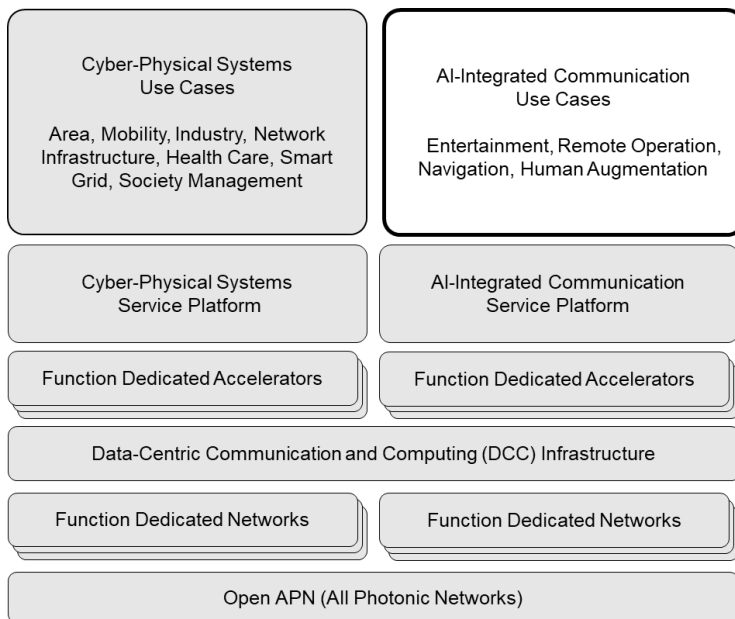 Cyber-Physical Systems
Use Cases
Area, Mobility, Industry, Network
Infrastructure, Health Care, Smart
Grid, Society Management
AI-Integrated Communication
Use Cases
Entertainment, Remote Operation,
Navigation, Human Augmentation
Cyber-Physical Systems
Service Platform
AI-Integrated Communication
Service Platform
Function Dedicated Accelerators
Function Dedicated Accelerators
Data-Centric Communication and Computing (DCC) Infrastructure
Function Dedicated Networks
Function Dedicated Networks
Open APN (All Photonic Networks)